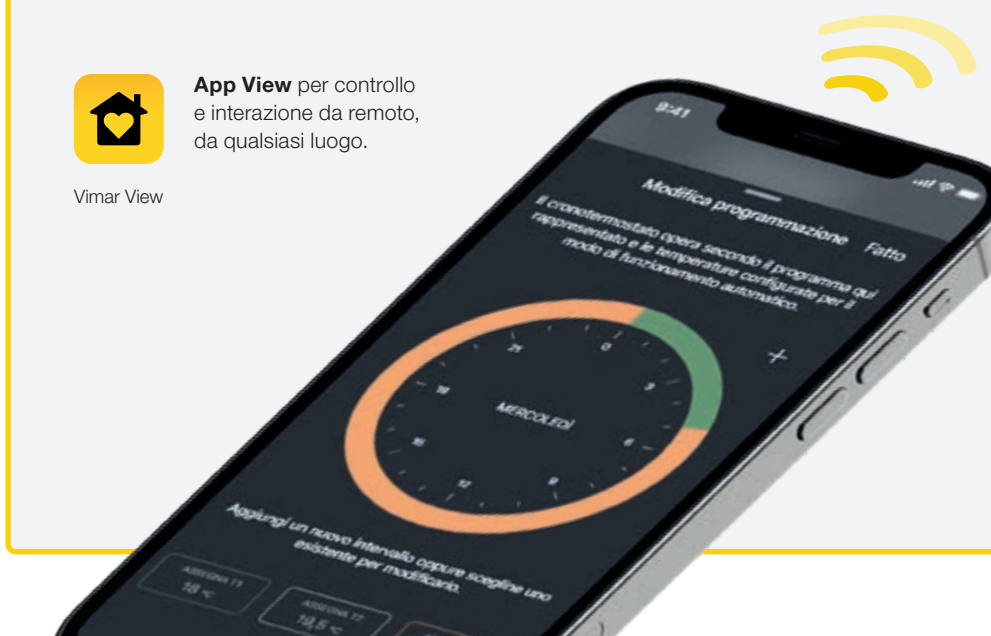 App View per controllo
e interazione da remoto,
da qualsiasi luogo.
Vimar View
9:41
Modifica programmazione
Fatto
Il cronotermostato opera secondo il programma qui
rappresentato e le temperature configurate per il
modo di funzionamento automatico.
0
3
6
9
12
15
18
21
MERCOLEDÌ
Aggiungi un nuovo intervallo oppure scegline uno
esistente per modificarlo.
ASSEGNA T1
18 °C
ASSEGNA T2
19,5 °C